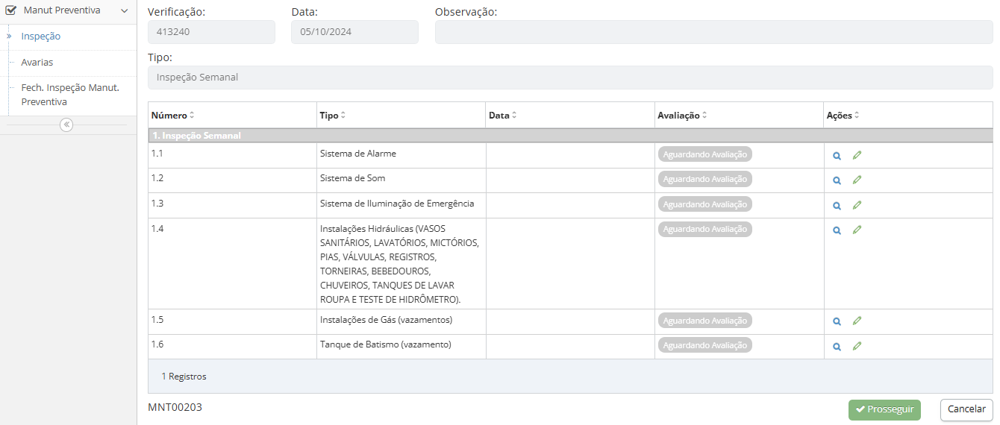 Manut Preventiva
Inspeção
Avarias
Fech. Inspeção Manut.
Preventiva
Verificação:
Data:
Observação:
413240
05/10/2024
Tipo:
Inspeção Semanal
Número
Tipo
Data
Avaliação
Ações
1. Inspeção Semanal
1.1
Sistema de Alarme
Aguardando Avaliação
1.2
Sistema de Som
Aguardando Avaliação
1.3
Sistema de Iluminação de Emergência
Aguardando Avaliação
1.4
Instalações Hidráulicas (VASOS
SANITÁRIOS, LAVATÓRIOS, MICTÓRIOS,
PIAS, VÁLVULAS, REGISTROS,
TORNEIRAS, BEBEDOUROS,
CHUVEIROS, TANQUES DE LAVAR
ROUPA E TESTE DE HIDRÔMETRO).
Aguardando Avaliação
1.5
Instalações de Gás (vazamentos)
Aguardando Avaliação
1.6
Tanque de Batismo (vazamento)
Aguardando Avaliação
1 Registros
MNT00203
Prosseguir
Cancelar